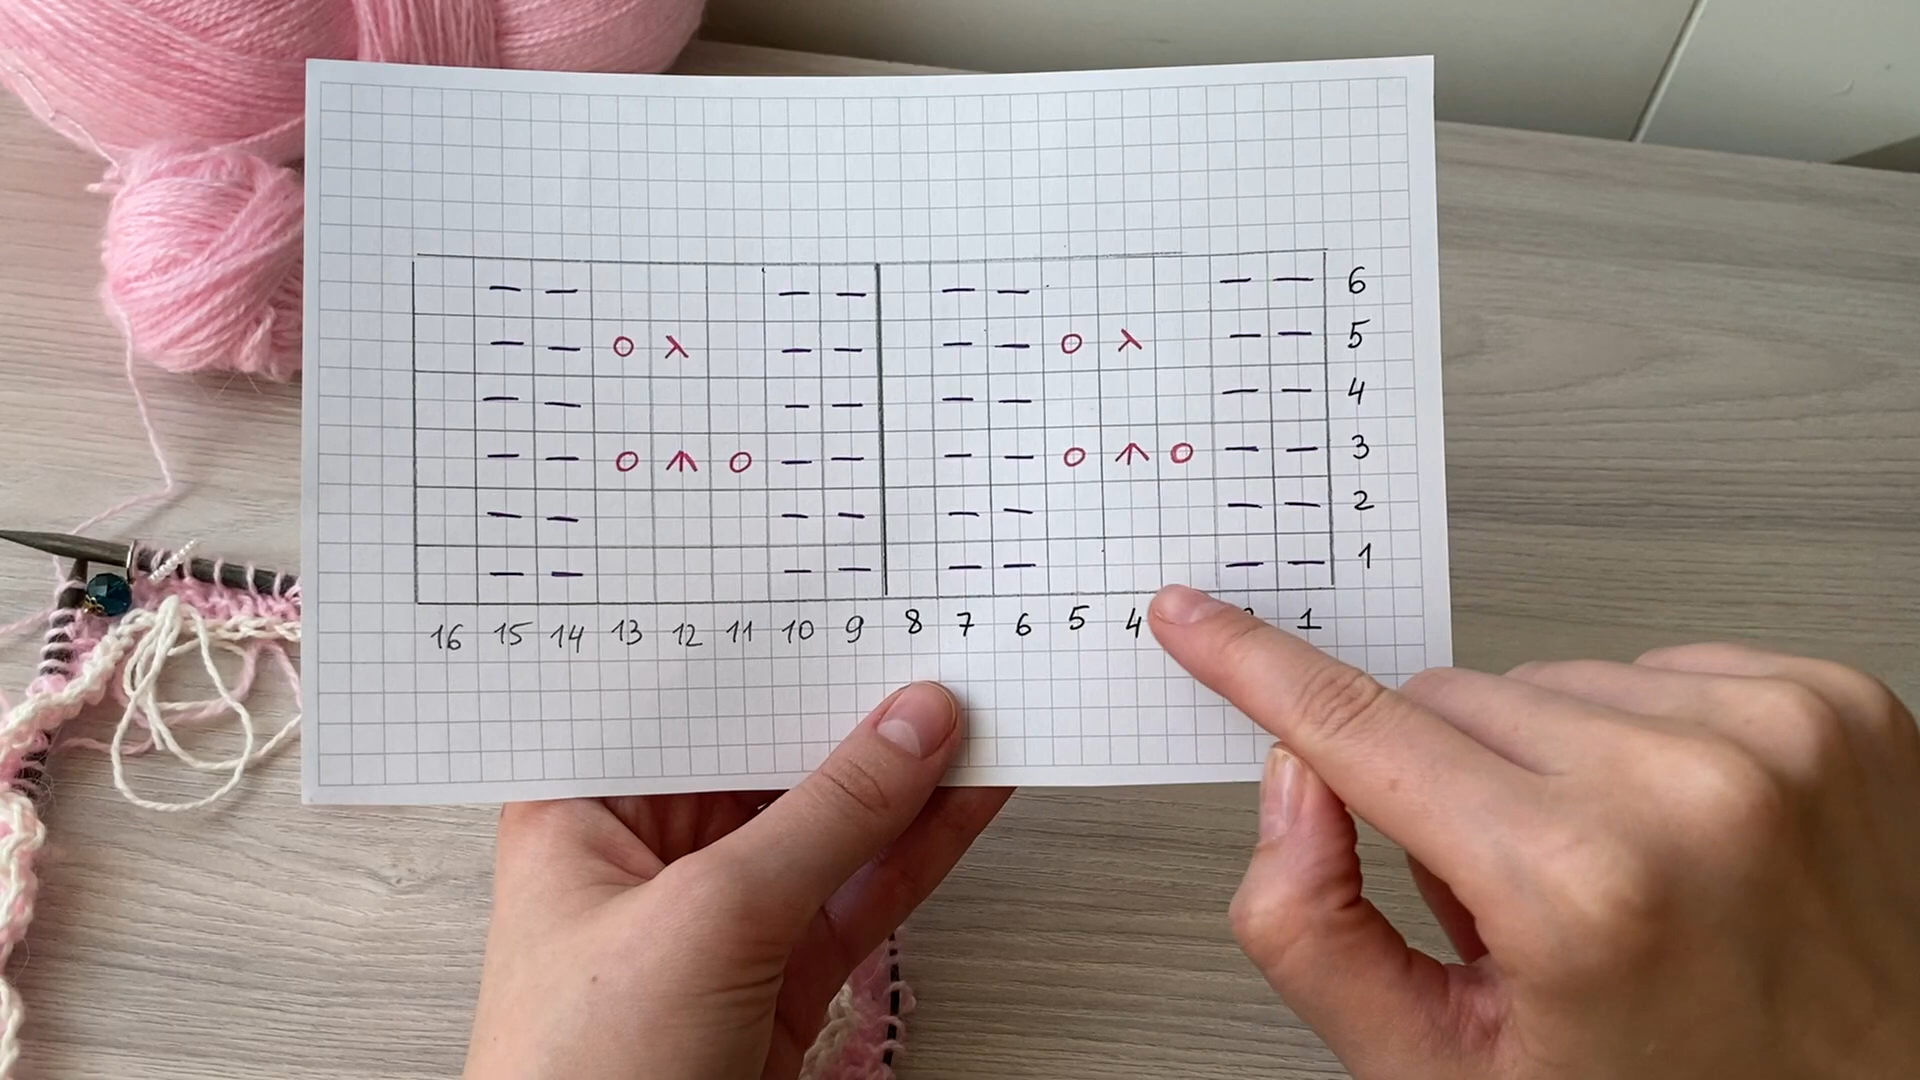 — — — — — — — — 6
— — O λ — — — — O λ — — 5
— — — — — — — — 4
— — O ⩚ O — — — — O ⩚ O — — 3
— — — — — — — — 2
— — — — — — — — 1
16 15 14 13 12 11 10 9 8 7 6 5 4 1